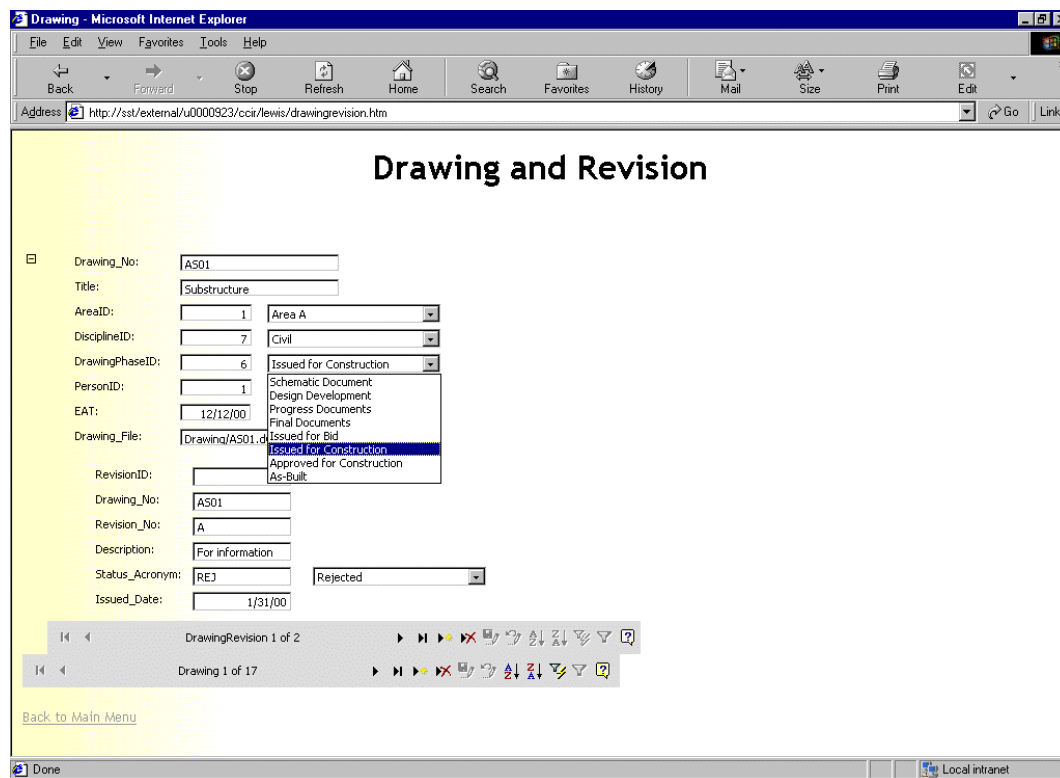 Drawing - Microsoft Internet Explorer
File Edit View Favorites Tools Help
Back Forward Stop Refresh Home Search Favorites History Mail Size Print Edit
Address http://sst/external/u0000923/ccir/lewis/drawingrevision.htm Go Link
Drawing and Revision
Drawing_No: AS01
Title: Substructure
AreaID: 1 Area A
DisciplineID: 7 Civil
DrawingPhaseID: 6 Issued for Construction
PersonID: 1 Schematic Document
Design Development
EAT: 12/12/00 Progress Documents
Final Documents
Drawing_File: Drawing/AS01.d Issued for Bid
Issued for Construction
Approved for Construction
RevisionID: As-Built
Drawing_No: AS01
Revision_No: A
Description: For information
Status_Acronym: REJ Rejected
Issued_Date: 1/31/00
DrawingRevision 1 of 2
Drawing 1 of 17
Back to Main Menu
Done Local intranet